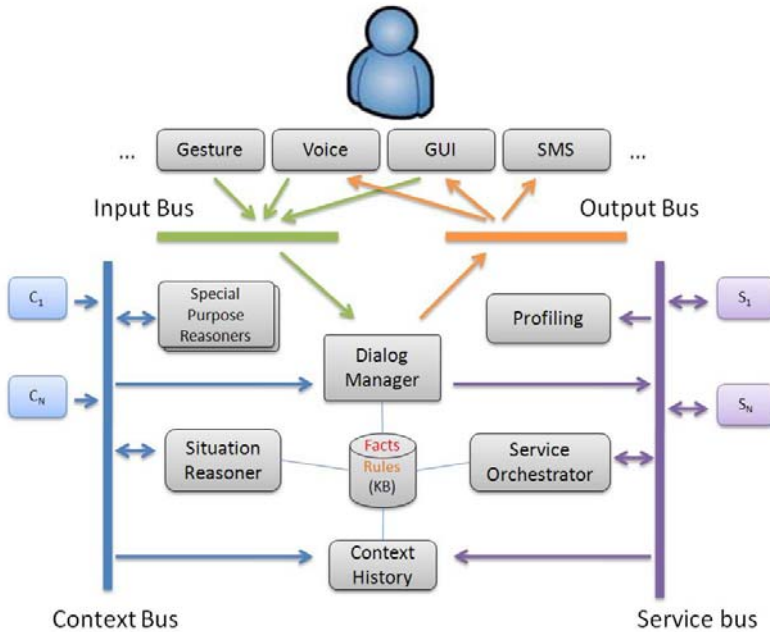 ...
Gesture
Voice
GUI
SMS
...
Input Bus
Output Bus
C1
Special
Purpose
Reasoners
Profiling
S1
Dialog
Manager
CN
SN
Situation
Reasoner
Facts
Rules
(KB)
Service
Orchestrator
Context
History
Context Bus
Service bus